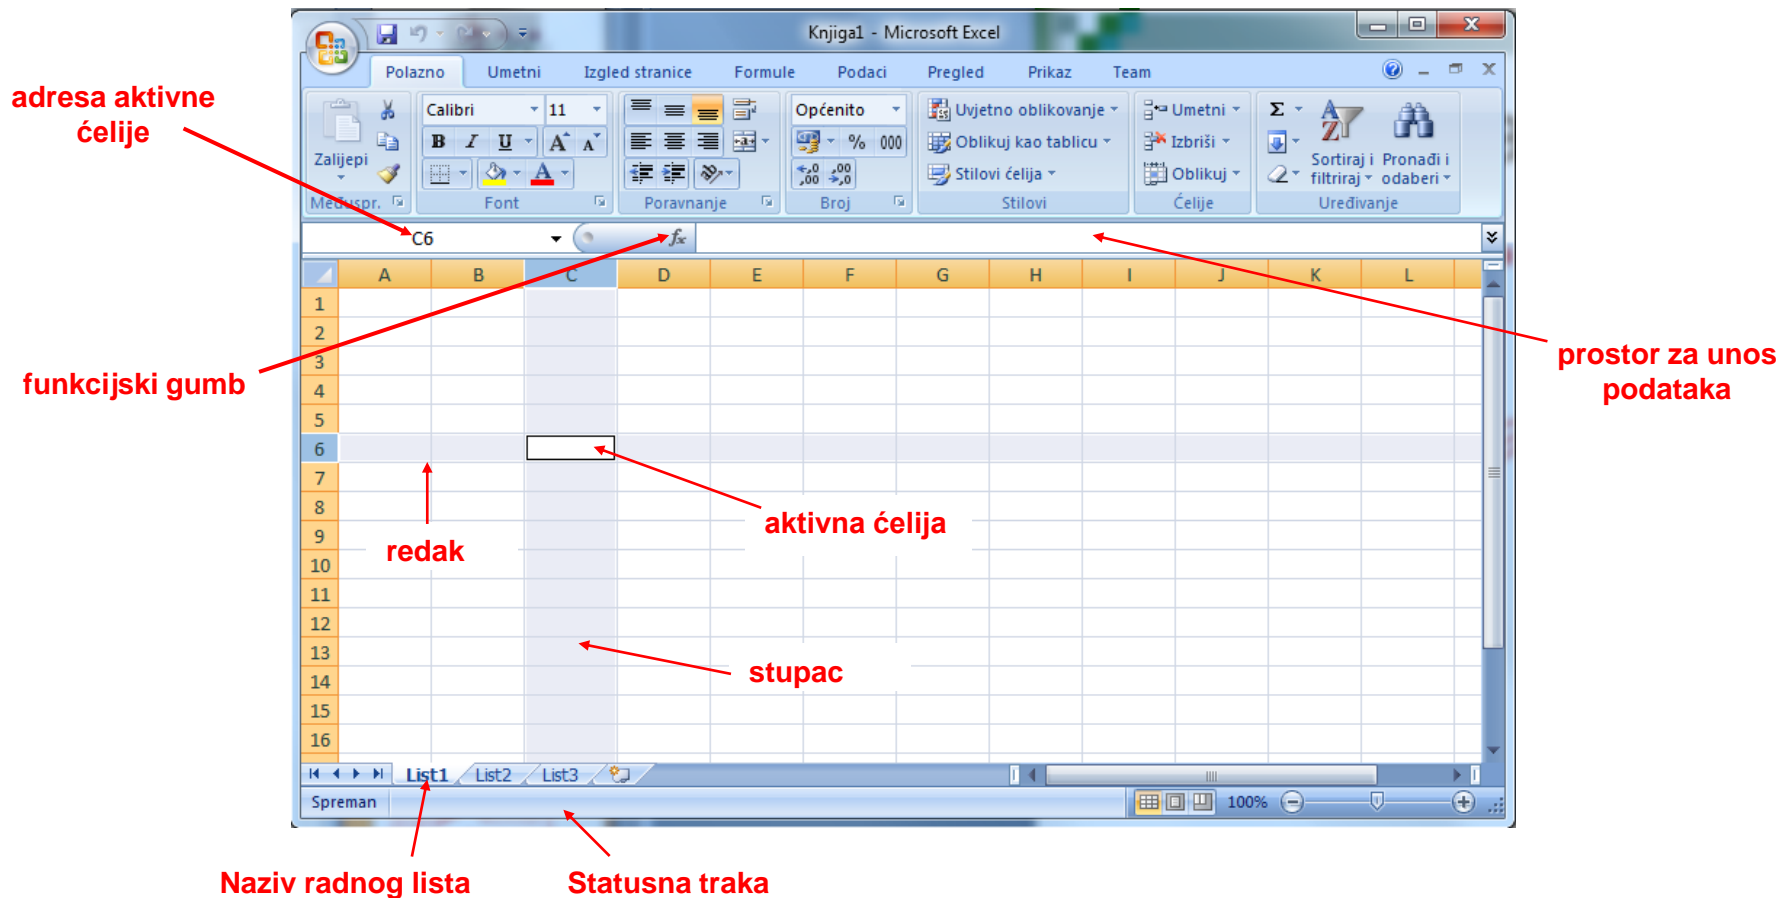 Knjiga1 - Microsoft Excel
Polazno Umetni Izgled stranice Formule Podaci Pregled Prikaz Team
adresa aktivne
ćelije
Calibri 11 Općenito Uvjetno oblikovanje Umetni Σ
B I U A A % 000 Oblikuj kao tablicu Izbriši
Zalijepi A Stilovi ćelija Oblikuj
Sortiraj i Pronađi i
filtriraj odaberi
Međuspr. Font Poravnanje Broj Stilovi Ćelije Uređivanje
C6 fx
A B C D E F G H I J K L
1
2
3
4
5
6
7
8
9
10
11
12
13
14
15
16
funkcijski gumb
prostor za unos
podataka
aktivna ćelija
redak
stupac
List1 List2 List3
Spreman 100%
Naziv radnog lista Statusna traka